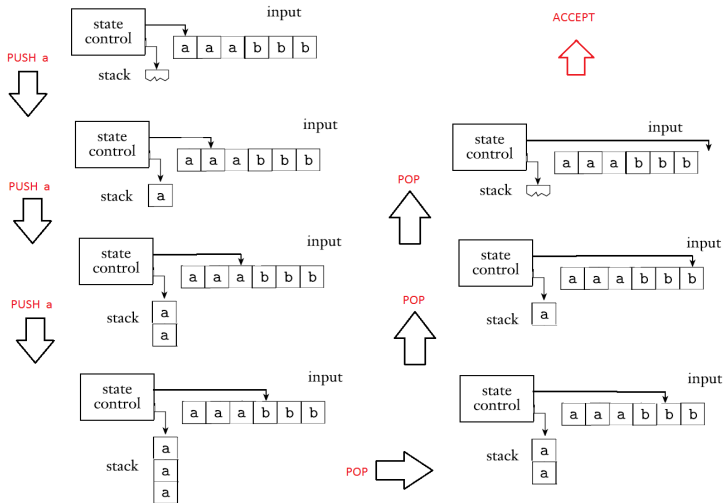 state
control
input
a a a b b b
stack
PUSH a
state
control
input
a a a b b b
stack
a
PUSH a
state
control
input
a a a b b b
stack
a
a
PUSH a
state
control
input
a a a b b b
stack
a
a
a
POP
state
control
input
a a a b b b
stack
a
a
POP
state
control
input
a a a b b b
stack
a
POP
state
control
input
a a a b b b
stack
ACCEPT